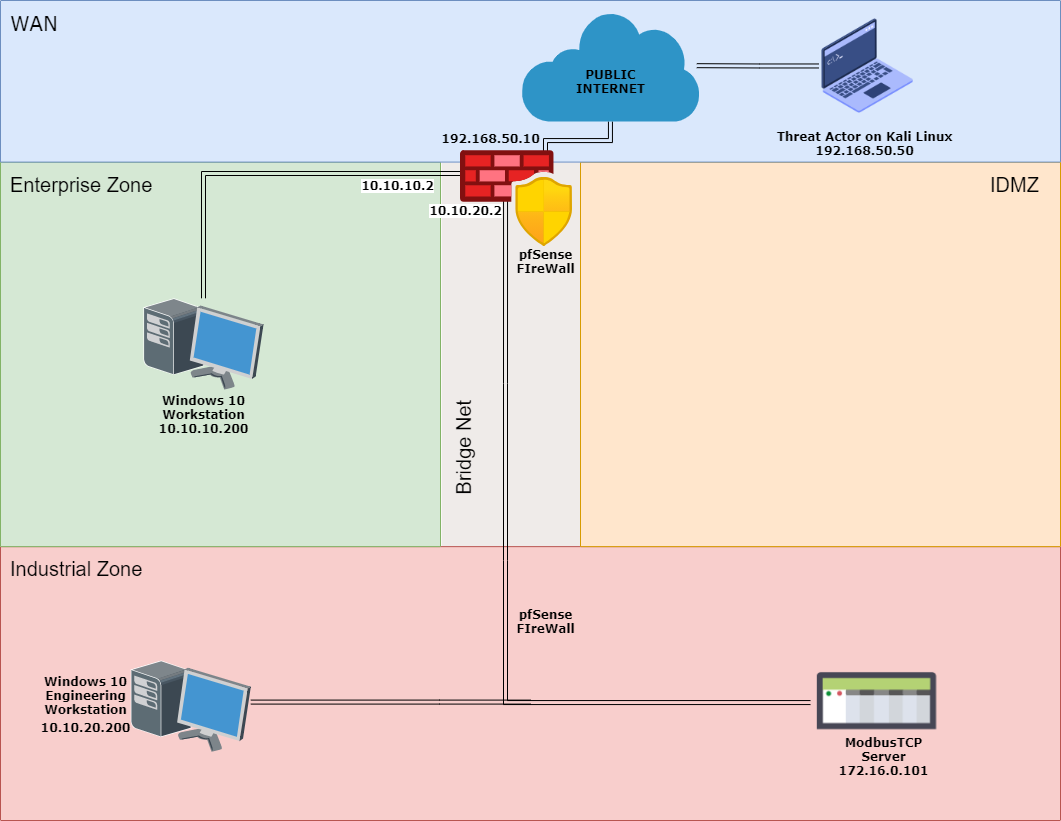 WAN
PUBLIC
INTERNET
Threat Actor on Kali Linux
192.168.50.50
192.168.50.10
Enterprise Zone
10.10.10.2
10.10.20.2
IDMZ
pfSense
FIreWall
Windows 10
Workstation
10.10.10.200
Bridge Net
Industrial Zone
pfSense
FIreWall
Windows 10
Engineering
Workstation
10.10.20.200
ModbusTCP
Server
172.16.0.101